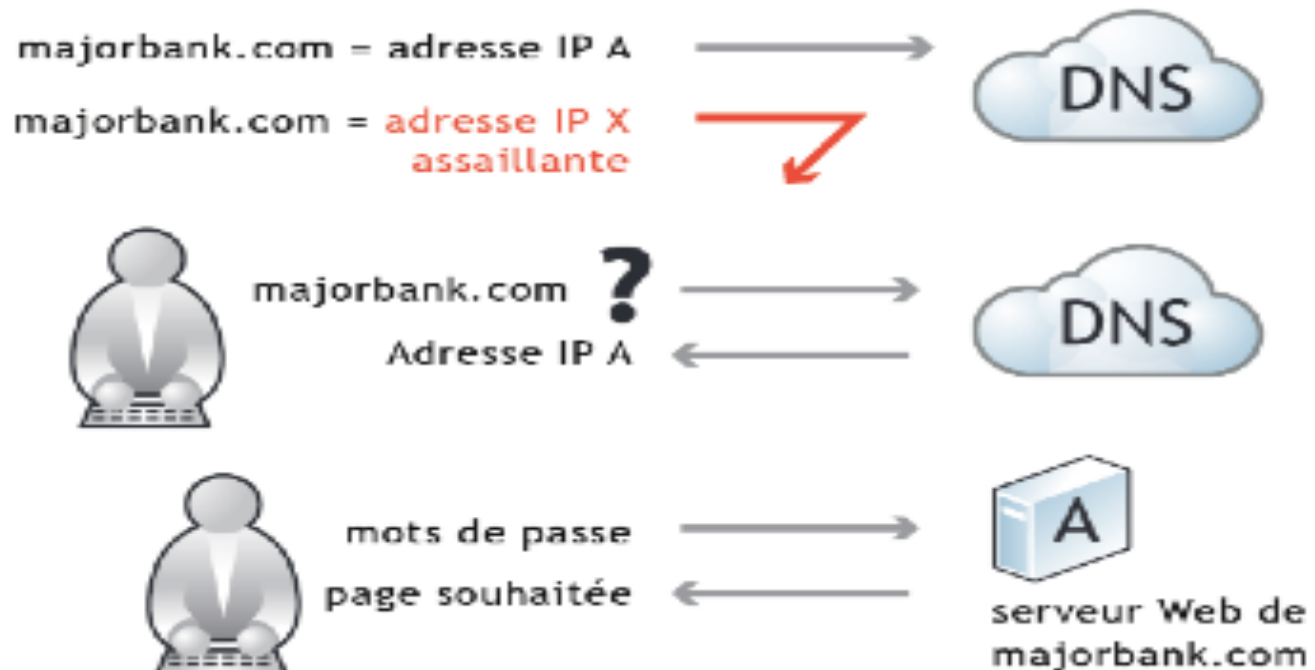 majorbank.com = adresse IP A
DNS
majorbank.com = adresse IP X
assaillante
majorbank.com ?
DNS
Adresse IP A
mots de passe
A
page souhaitée
serveur Web de
majorbank.com